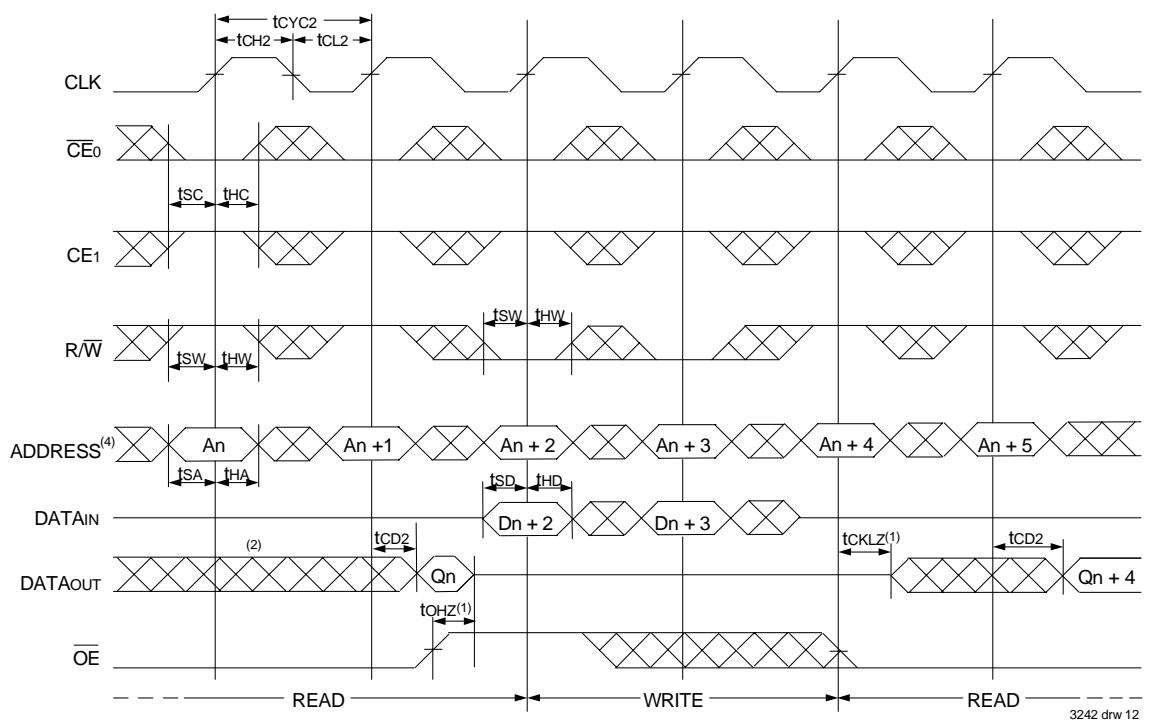 tCYC2
tCH2 tCL2
CLK
CE0
tSC tHC
CE1
tSW tHW
R/W
tSW tHW
ADDRESS(4) An An +1 An + 2 An + 3 An + 4 An + 5
tSA tHA tSD tHD
DATAIN Dn + 2 Dn + 3
(2) tCD2 tCKLZ(1) tCD2
DATAOUT Qn Qn + 4
tOHZ(1)
OE
READ WRITE READ
3242 drw 12